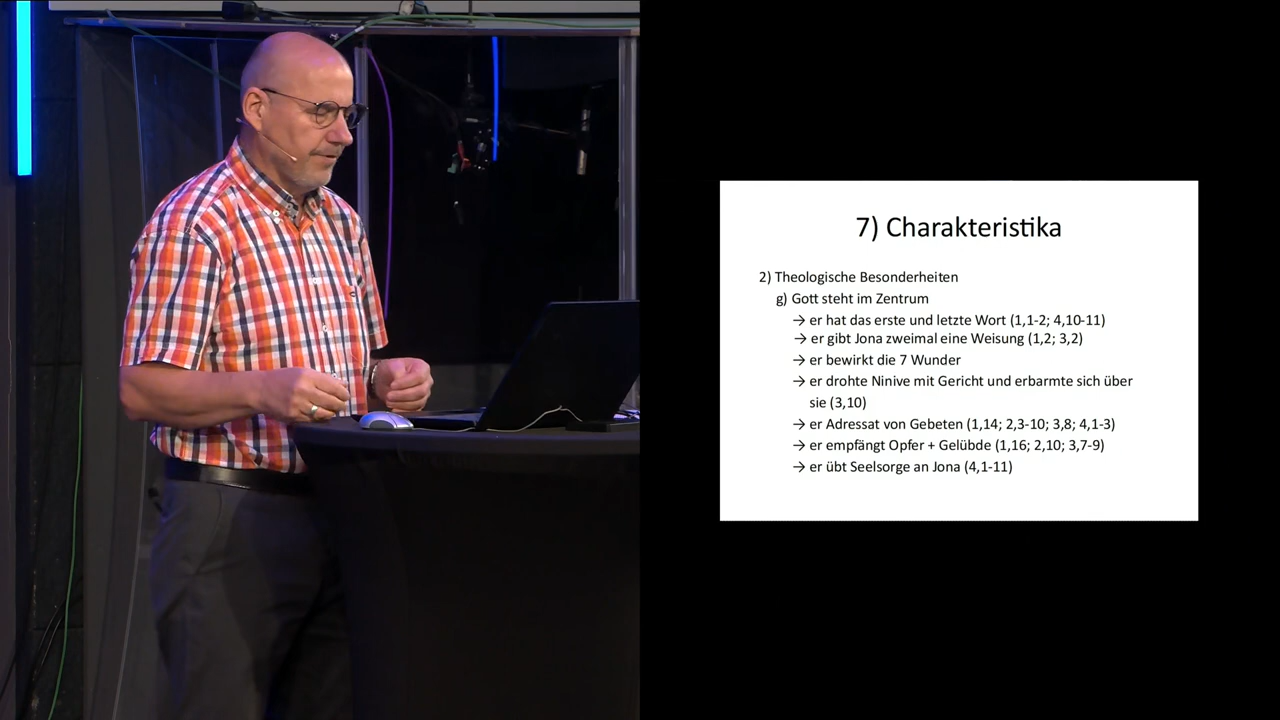 7) Charakteristika
2) Theologische Besonderheiten
g) Gott steht im Zentrum
→ er hat das erste und letzte Wort (1,1-2; 4,10-11)
→ er gibt Jona zweimal eine Weisung (1,2; 3,2)
→ er bewirkt die 7 Wunder
→ er drohte Ninive mit Gericht und erbarmte sich über
sie (3,10)
→ er Adressat von Gebeten (1,14; 2,3-10; 3,8; 4,1-3)
→ er empfängt Opfer + Gelübde (1,16; 2,10; 3,7-9)
→ er übt Seelsorge an Jona (4,1-11)